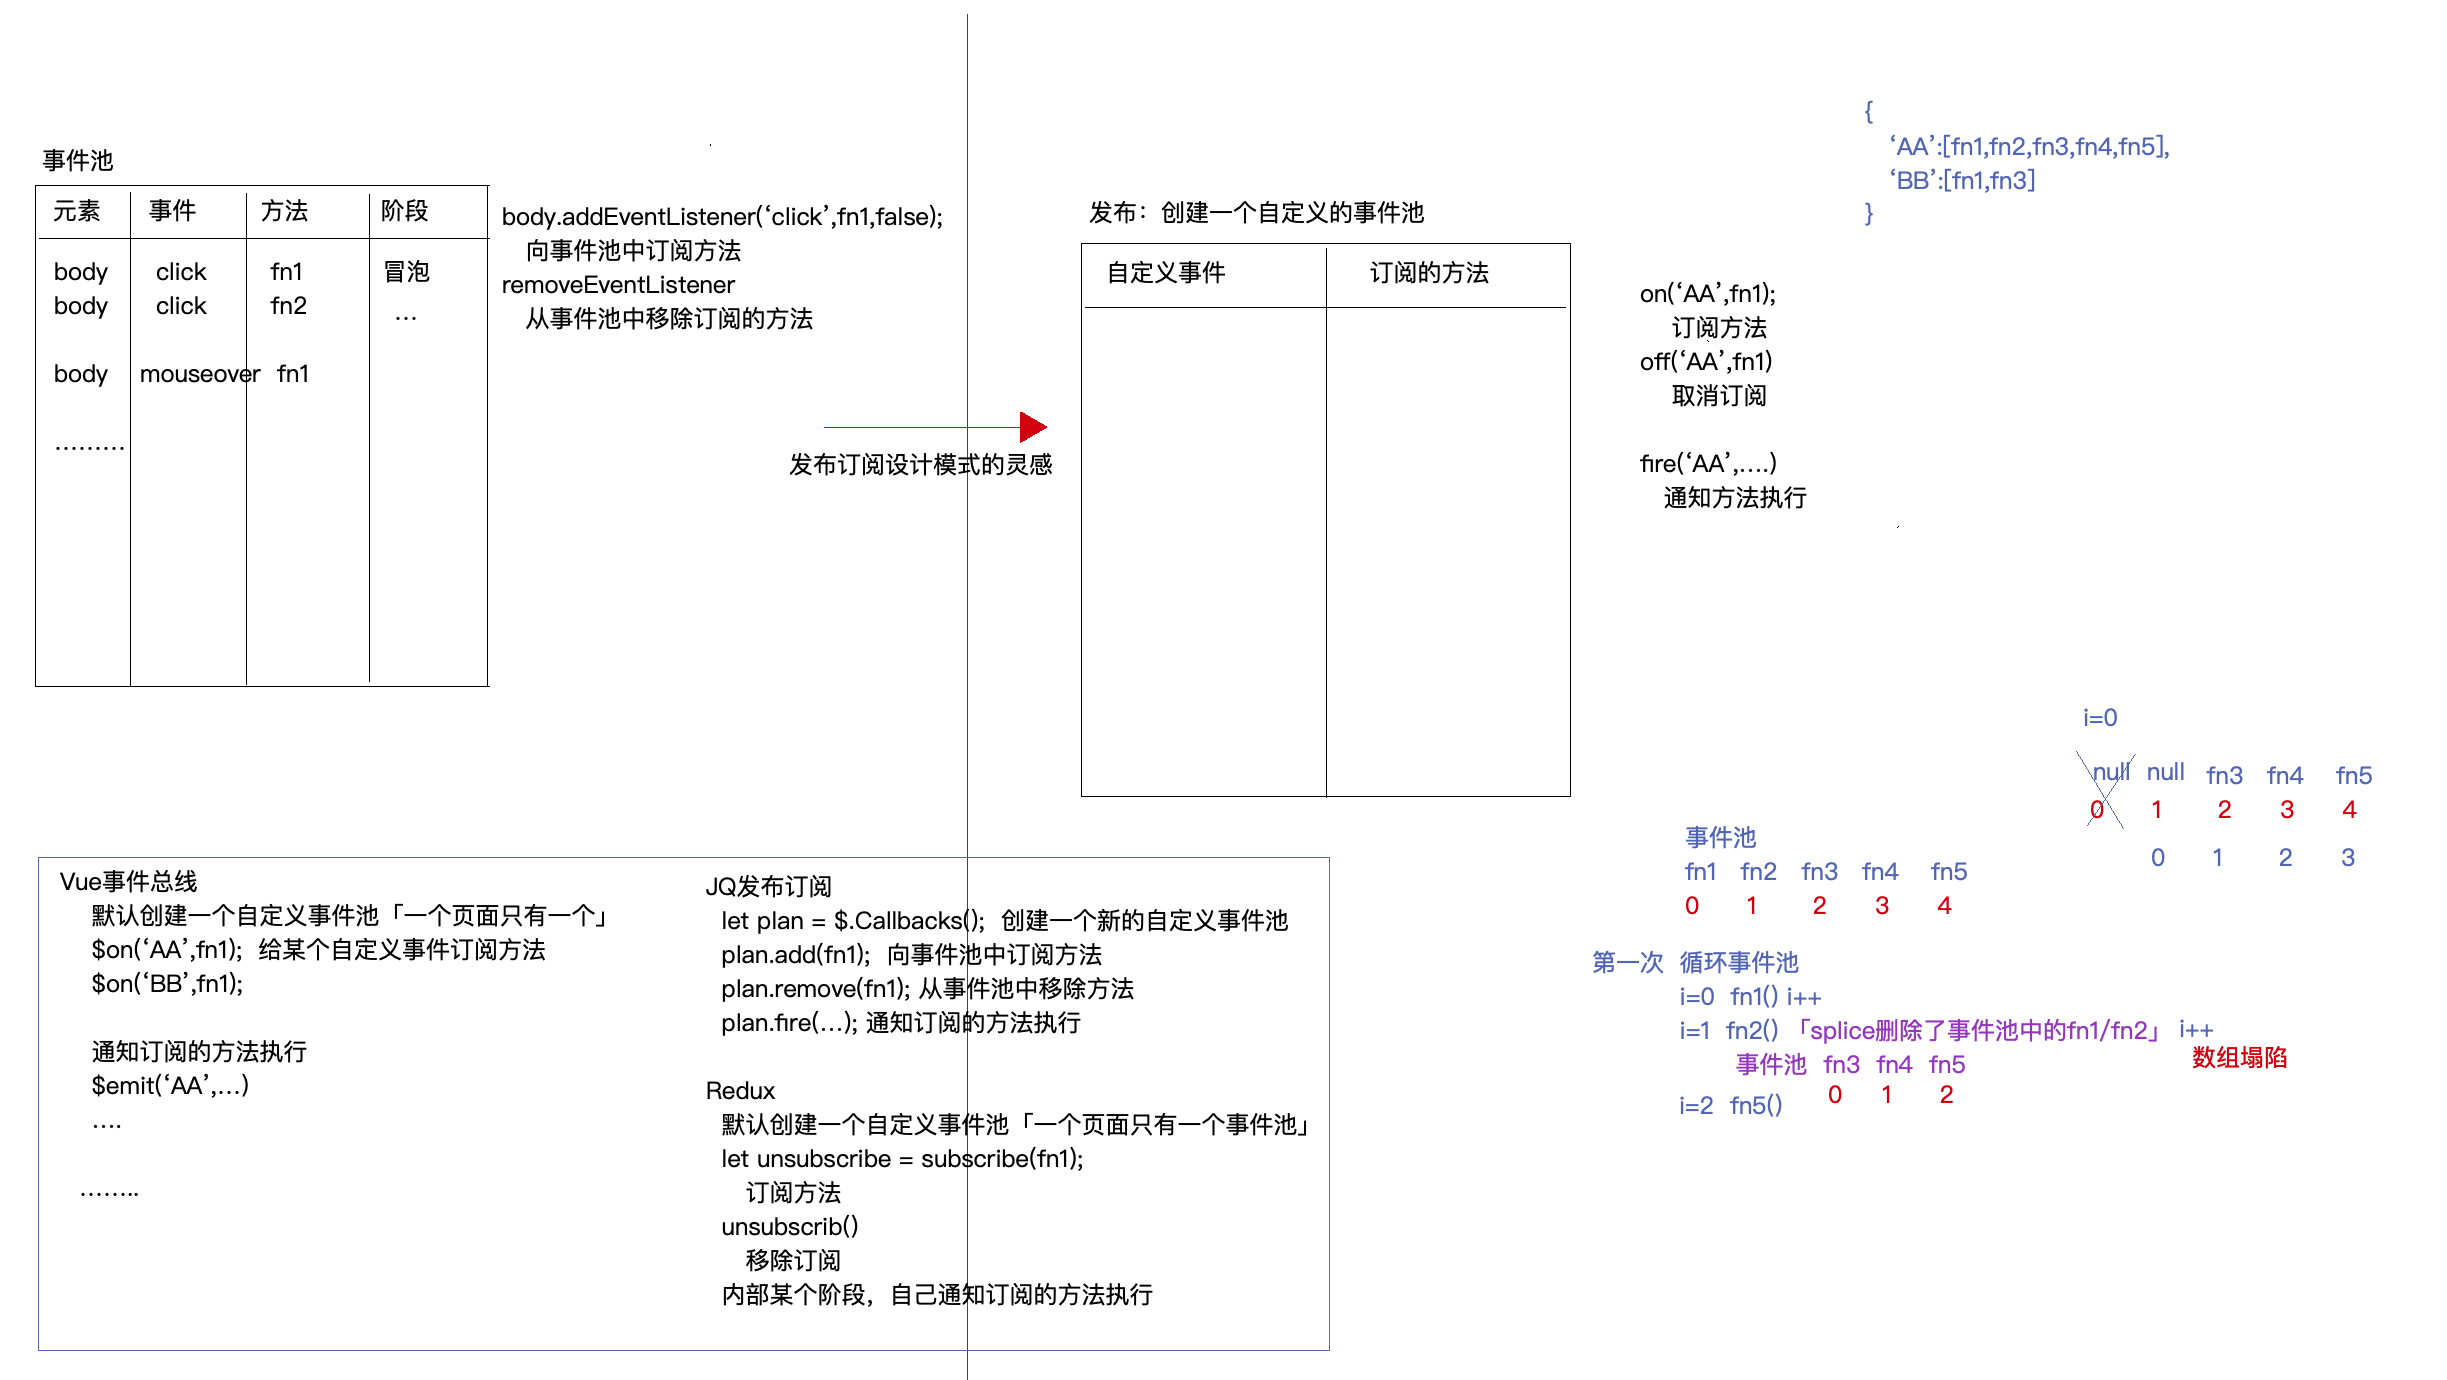 事件池
元素 事件 方法 阶段
body click fn1 冒泡
body click fn2 …
body mouseover fn1
………
body.addEventListener(‘click’,fn1,false);
向事件池中订阅方法
removeEventListener
从事件池中移除订阅的方法
发布订阅设计模式的灵感
发布：创建一个自定义的事件池
自定义事件 订阅的方法
{
‘AA’:[fn1,fn2,fn3,fn4,fn5],
‘BB’:[fn1,fn3]
}
on(‘AA’,fn1);
订阅方法
off(‘AA’,fn1)
取消订阅
fire(‘AA’,….)
通知方法执行
Vue事件总线
默认创建一个自定义事件池「一个页面只有一个」
$on(‘AA’,fn1); 给某个自定义事件订阅方法
$on(‘BB’,fn1);
通知订阅的方法执行
$emit(‘AA’,…)
….
……..
JQ发布订阅
let plan = $.Callbacks(); 创建一个新的自定义事件池
plan.add(fn1); 向事件池中订阅方法
plan.remove(fn1); 从事件池中移除方法
plan.fire(…); 通知订阅的方法执行
Redux
默认创建一个自定义事件池「一个页面只有一个事件池」
let unsubscribe = subscribe(fn1);
订阅方法
unsubscrib()
移除订阅
内部某个阶段，自己通知订阅的方法执行
i=0
null null fn3 fn4 fn5
0 1 2 3 4
0 1 2 3
事件池
fn1 fn2 fn3 fn4 fn5
0 1 2 3 4
第一次 循环事件池
i=0 fn1() i++
i=1 fn2() 「splice删除了事件池中的fn1/fn2」 i++
数组塌陷
事件池 fn3 fn4 fn5
0 1 2
i=2 fn5()